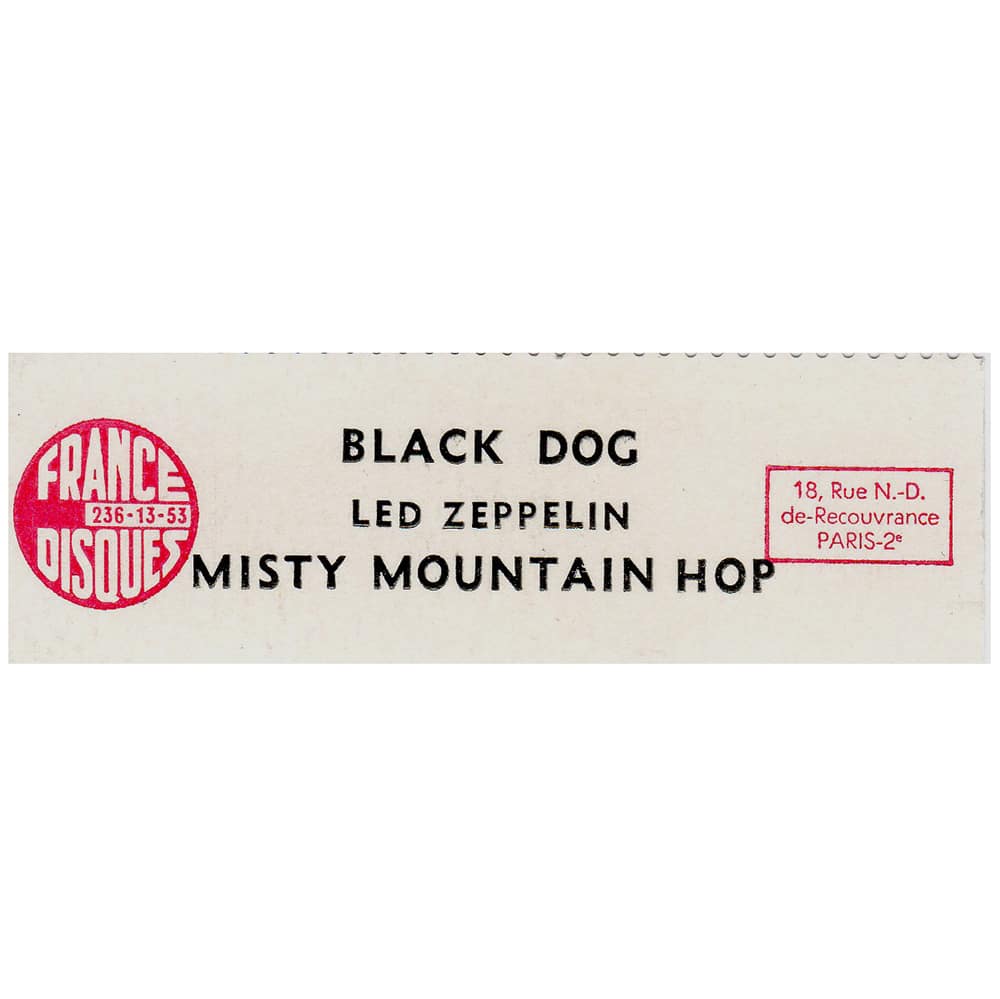 FRANCE
236-13-53
DISQUES
BLACK DOG
LED ZEPPELIN
MISTY MOUNTAIN HOP
18, Rue N.-D.
de-Recouvrance
PARIS-2ᵉ